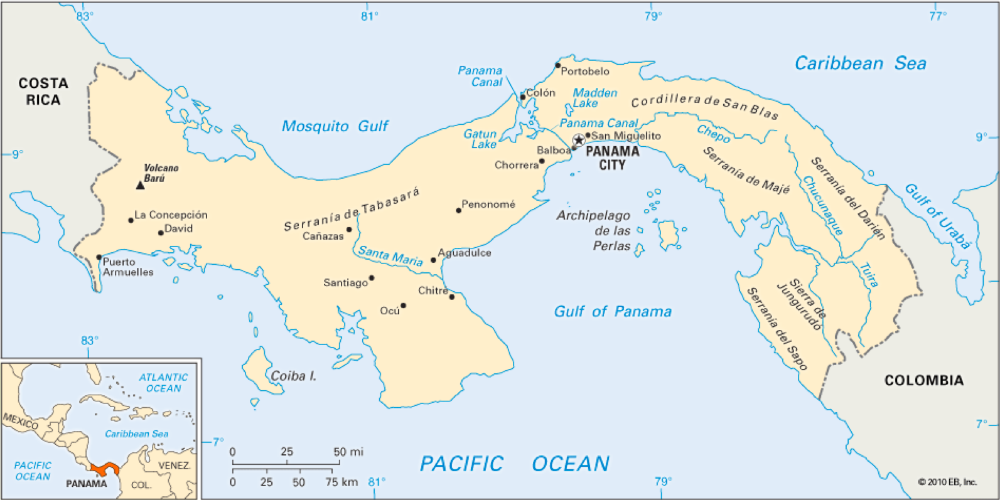 83°
81°
79°
77°
Caribbean Sea
COSTA
RICA
Panama
Canal
Portobelo
Colón
Madden
Lake
Cordillera de San Blas
Mosquito Gulf
Panama Canal
Gatun
Lake
San Miguelito
Chepo
Balboa
PANAMA
CITY
Chorrera
9°
9°
Volcano
Barú
Serranía de Majé
Serranía del Darién
Chucunaque
Gulf of Urabá
Serranía de Tabasará
Penonomé
La Concepción
David
Cañazas
Archipelago
de las
Perlas
Santa Maria
Aguadulce
Puerto
Armuelles
Santiago
Chitré
Ocú
Tuira
Sierra de
Jungurudó
Serranía del Sapo
Gulf of Panama
Coiba I.
COLOMBIA
83°
7°
7°
ATLANTIC
OCEAN
MEXICO
Caribbean Sea
PACIFIC
OCEAN
PANAMA
VENEZ.
COL.
0 25 50 mi
0 25 50 75 km
PACIFIC OCEAN
81°
79°
© 2010 EB, Inc.